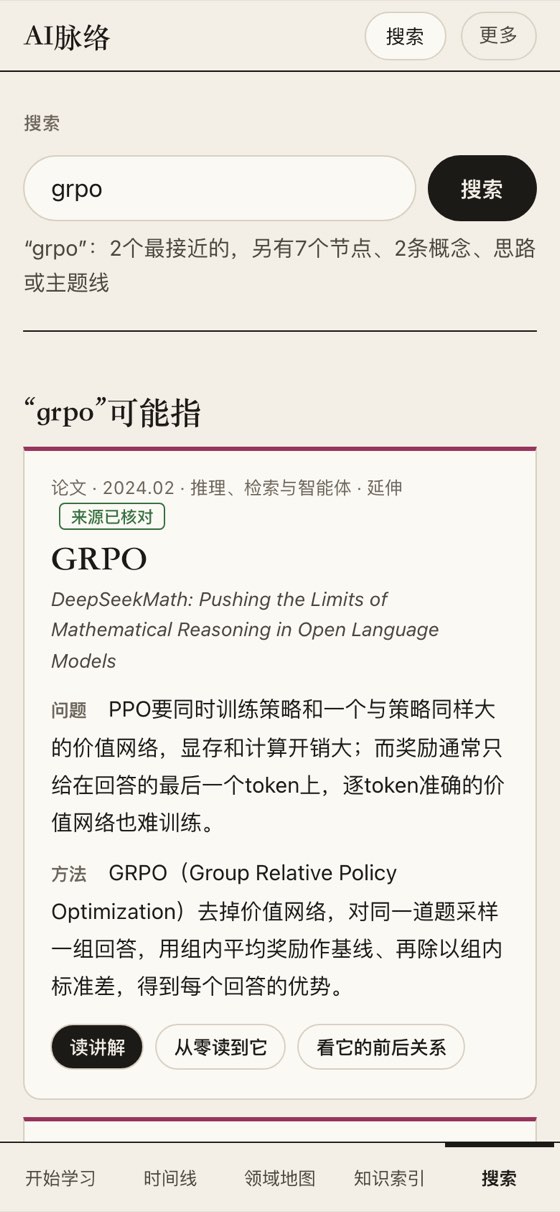 AI脉络
搜索
更多
搜索
grpo
搜索
“grpo”：2个最接近的，另有7个节点、2条概念、思路
或主题线
“grpo”可能指
论文 · 2024.02 · 推理、检索与智能体 · 延伸
来源已核对
GRPO
DeepSeekMath: Pushing the Limits of
Mathematical Reasoning in Open Language
Models
问题 PPO要同时训练策略和一个与策略同样大
的价值网络，显存和计算开销大；而奖励通常只
给在回答的最后一个token上，逐token准确的价
值网络也难训练。
方法 GRPO（Group Relative Policy
Optimization）去掉价值网络，对同一道题采样
一组回答，用组内平均奖励作基线、再除以组内
标准差，得到每个回答的优势。
读讲解
从零读到它
看它的前后关系
开始学习
时间线
领域地图
知识索引
搜索